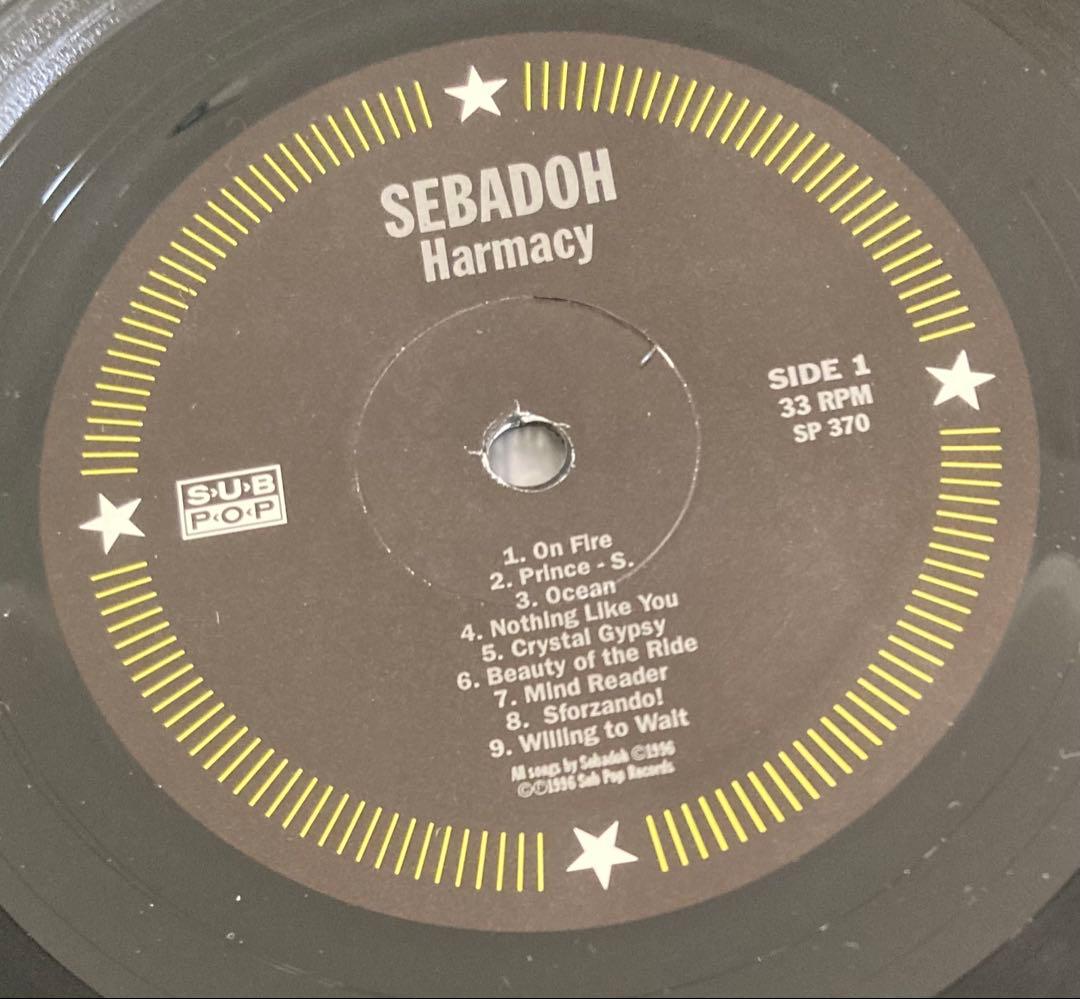 SEBADOH
Harmacy
SIDE 1
33 RPM
SP 370
S›U›B
P‹O‹P
1. On Fire
2. Prince - S.
3. Ocean
4. Nothing Like You
5. Crystal Gypsy
6. Beauty of the Ride
7. Mind Reader
8. Sforzando!
9. Willing to Wait
All songs by Sebadoh ©1996
©℗1996 Sub Pop Records